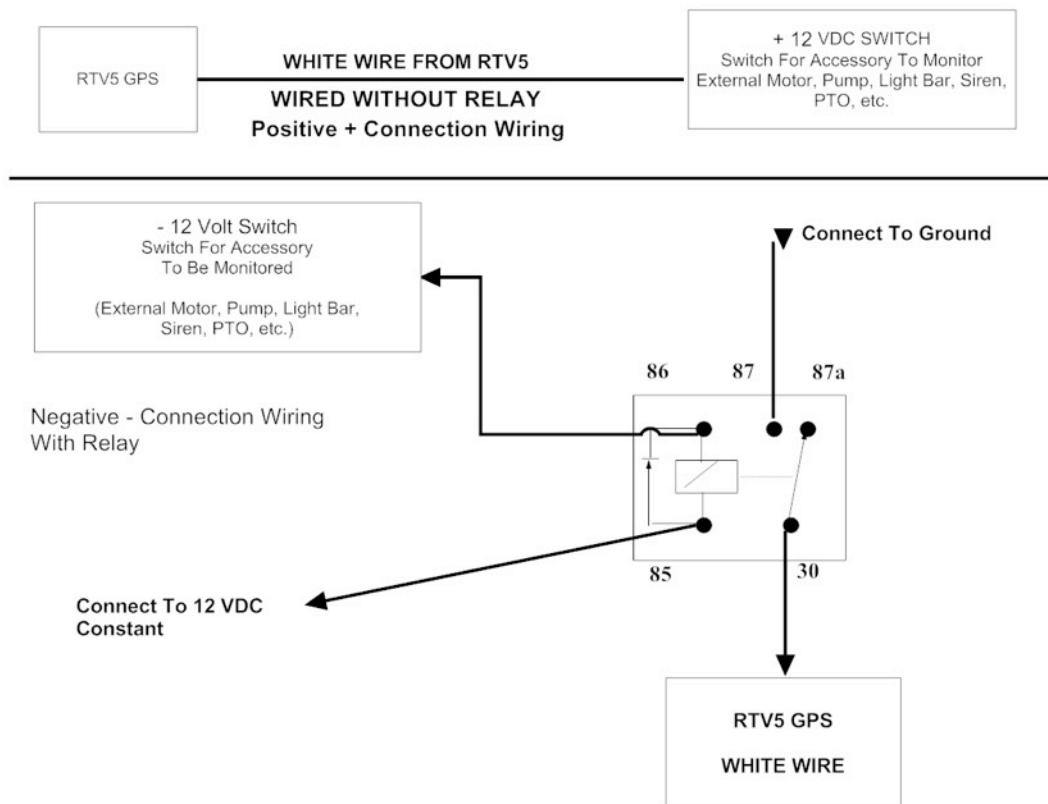 RTV5 GPS
WHITE WIRE FROM RTV5
WIRED WITHOUT RELAY
Positive + Connection Wiring
+ 12 VDC SWITCH
Switch For Accessory To Monitor
External Motor, Pump, Light Bar, Siren,
PTO, etc.
- 12 Volt Switch
Switch For Accessory
To Be Monitored
(External Motor, Pump, Light Bar,
Siren, PTO, etc.)
Connect To Ground
Negative - Connection Wiring
With Relay
86
87
87a
85
30
Connect To 12 VDC
Constant
RTV5 GPS
WHITE WIRE